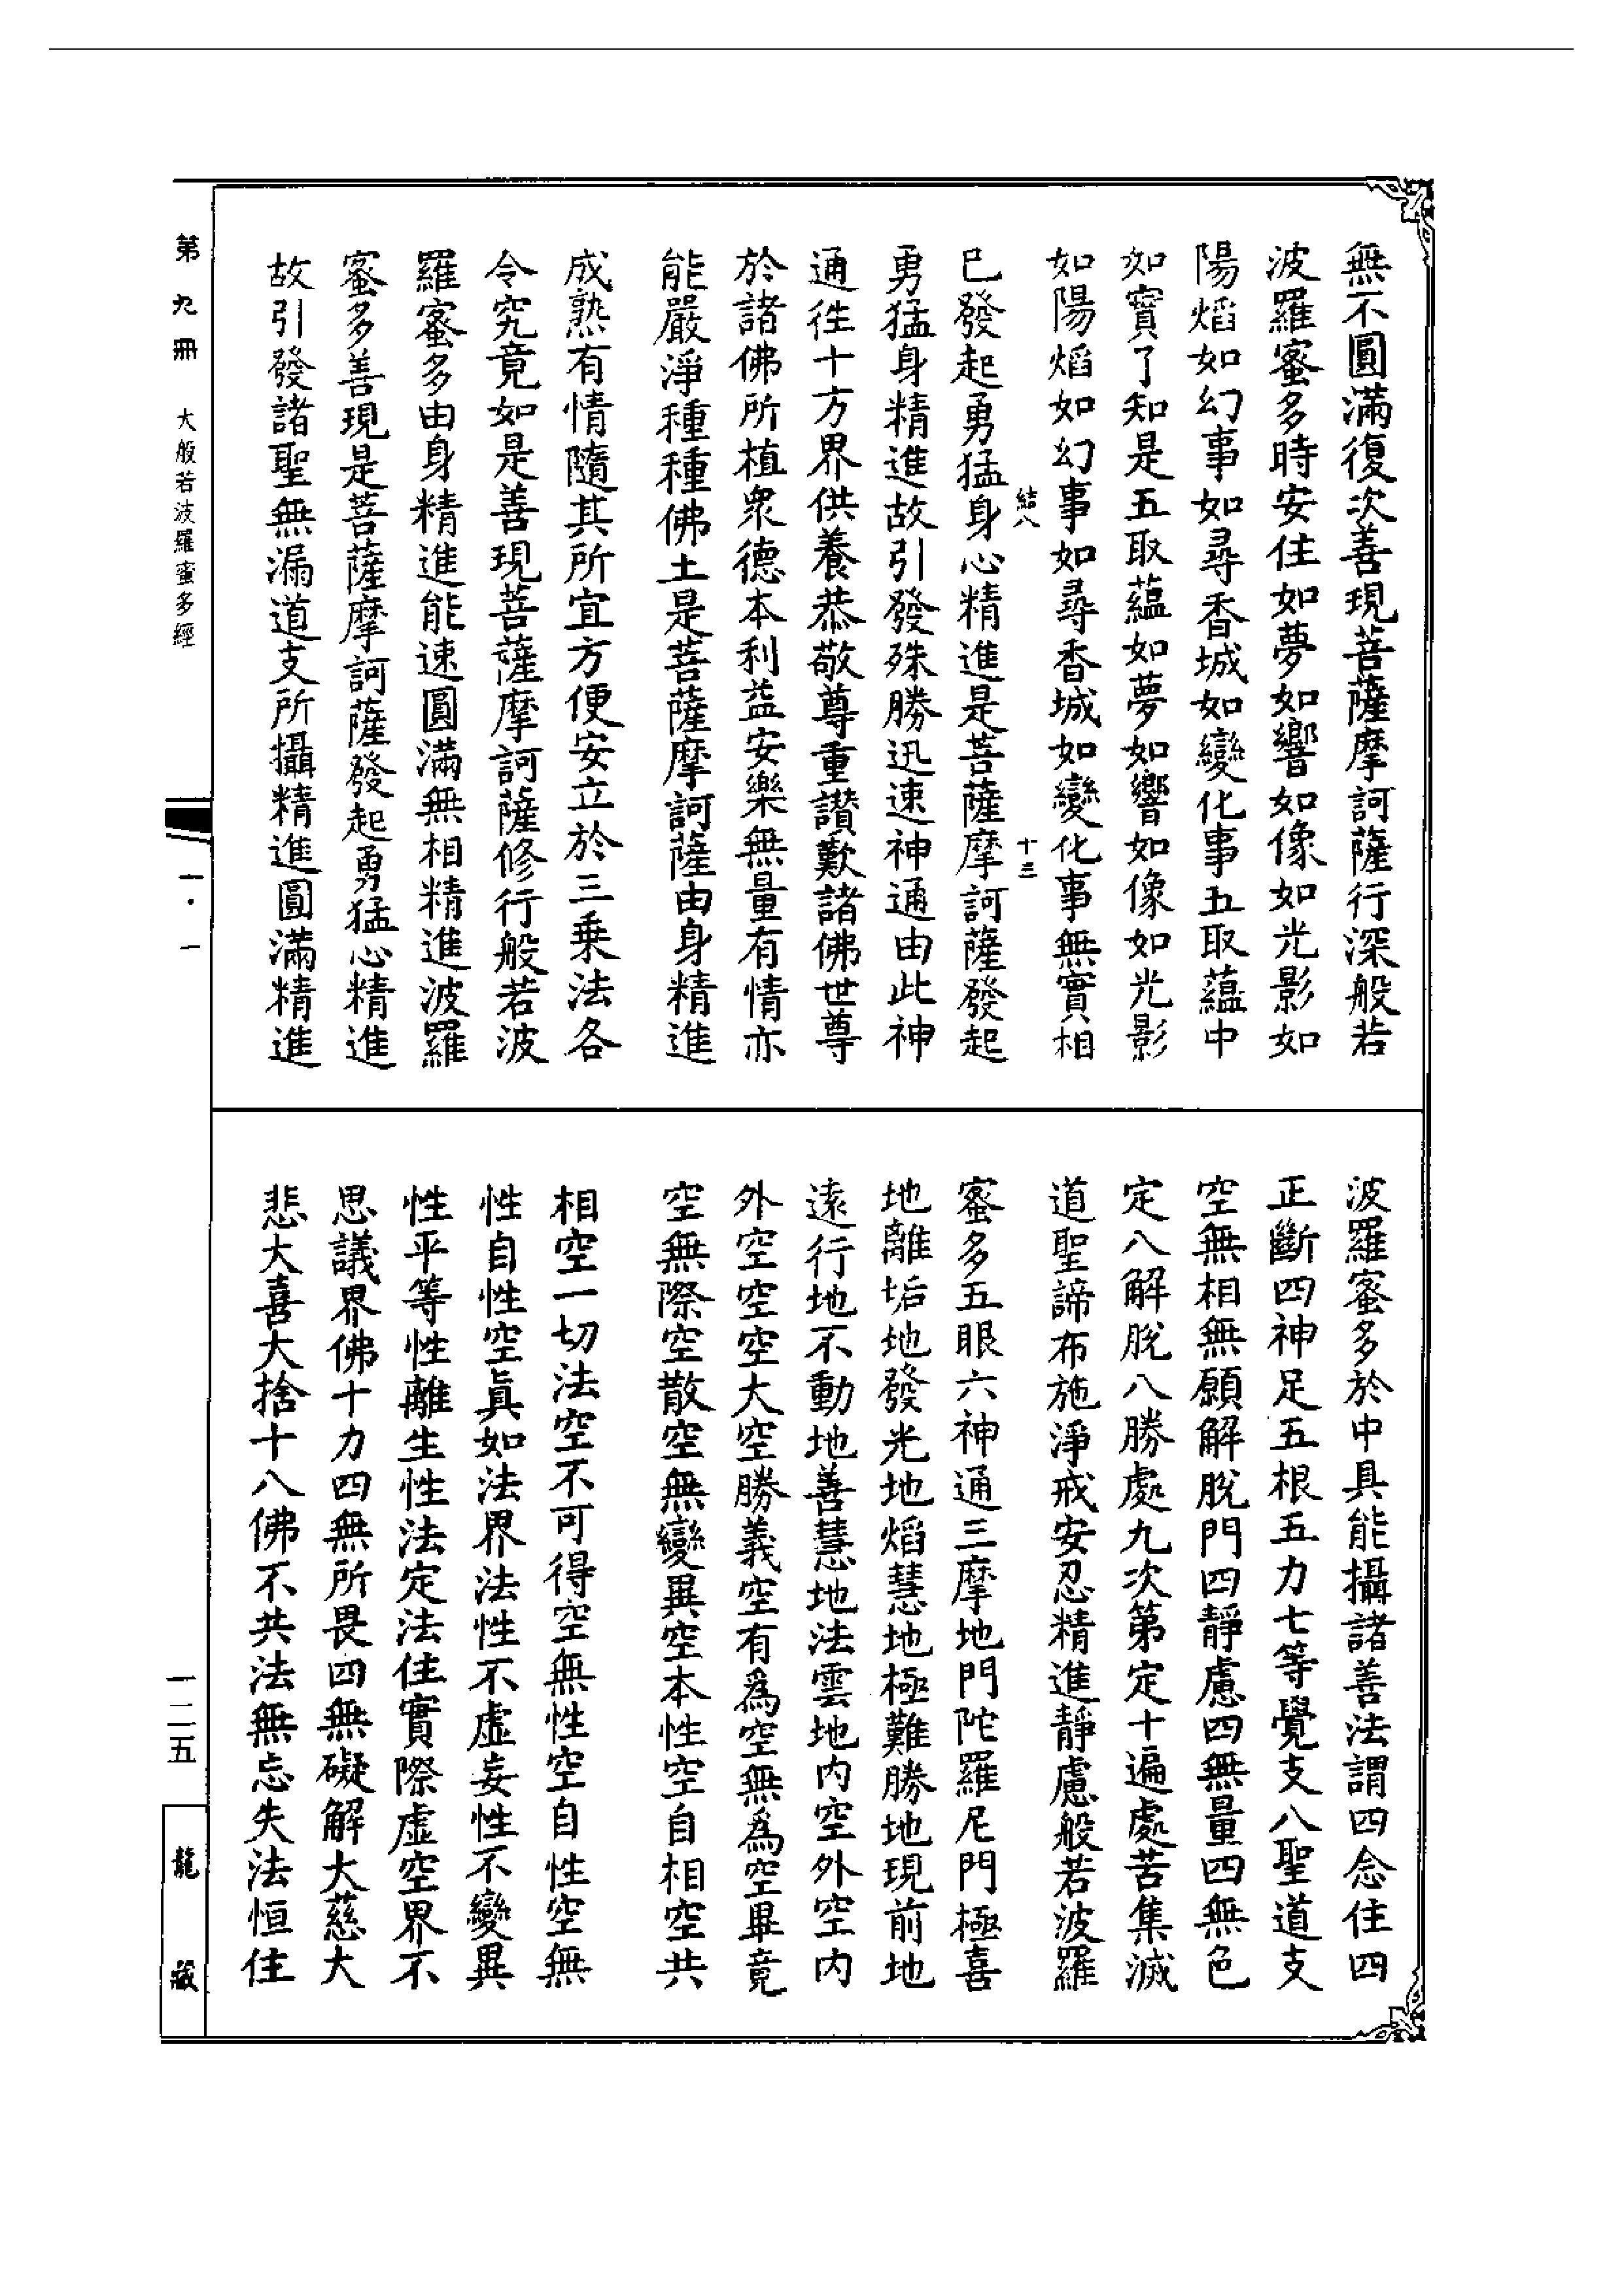 無不圓滿復次善現菩薩摩訶薩行深般若
波羅蜜多時安住如夢如響如像如光影如
陽焰如幻事如尋香城如變化事五取蘊中
如實了知是五取蘊如夢如響如像如光影
如陽焰如幻事如尋香城如變化事無實相
結八 十三
已發起勇猛身心精進是菩薩摩訶薩發起
勇猛身精進故引發殊勝迅速神通由此神
通往十方界供養恭敬尊重讚歎諸佛世尊
於諸佛所植衆德本利益安樂無量有情亦
能嚴淨種種佛土是菩薩摩訶薩由身精進
成熟有情隨其所宜方便安立於三乗法各
令究竟如是善現菩薩摩訶薩修行般若波
羅蜜多由身精進能速圓滿無相精進波羅
蜜多善現是菩薩摩訶薩發起勇猛心精進
故引發諸聖無漏道支所攝精進圓滿精進
波羅蜜多於中具能攝諸善法謂四念住四
正斷四神足五根五力七等覺支八聖道支
空無相無願解脫門四靜慮四無量四無色
定八解脫八勝處九次第定十遍處苦集滅
道聖諦布施淨戒安忍精進靜慮般若波羅
蜜多五眼六神通三摩地門陀羅尼門極喜
地離垢地發光地焰慧地極難勝地現前地
遠行地不動地善慧地法雲地内空外空内
外空空空大空勝義空有爲空無爲空畢竟
空無際空散空無變異空本性空自相空共
相空一切法空不可得空無性空自性空無
性自性空眞如法界法性不虛妄性不變異
性平等性離生性法定法住實際虛空界不
思議界佛十力四無所畏四無礙解大慈大
悲大喜大捨十八佛不共法無忘失法恒住
第九冊 大般若波羅蜜多經
一·一
一二五
龍藏